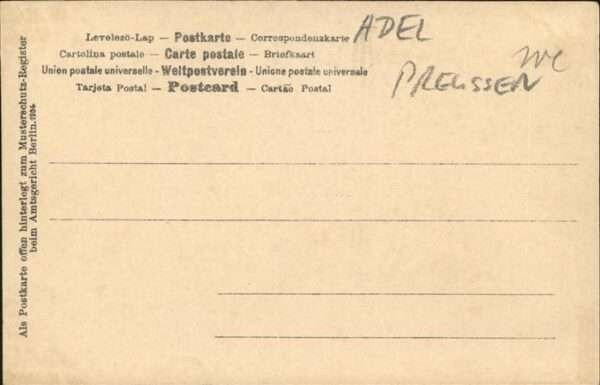 Levelező-Lap — Postkarte — Correspondenzkarte
Cartolina postale — Carte postale — Briefkaart
Union postale universelle - Weltpostverein - Unione postale universale
Tarjeta Postal — Postcard — Cartão Postal
ADEL
PREUSSEN
Als Postkarte offen hinterlegt zum Musterschutz-Register
beim Amtsgericht Berlin.